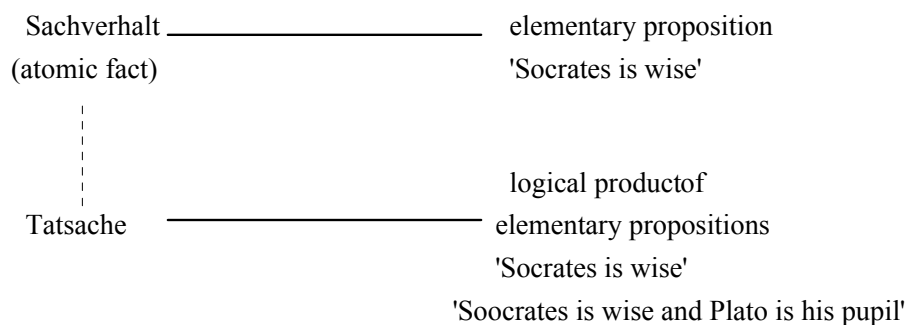 Sachverhalt elementary proposition
(atomic fact) 'Socrates is wise'
logical productof
Tatsache elementary propositions
'Socrates is wise'
'Soocrates is wise and Plato is his pupil'